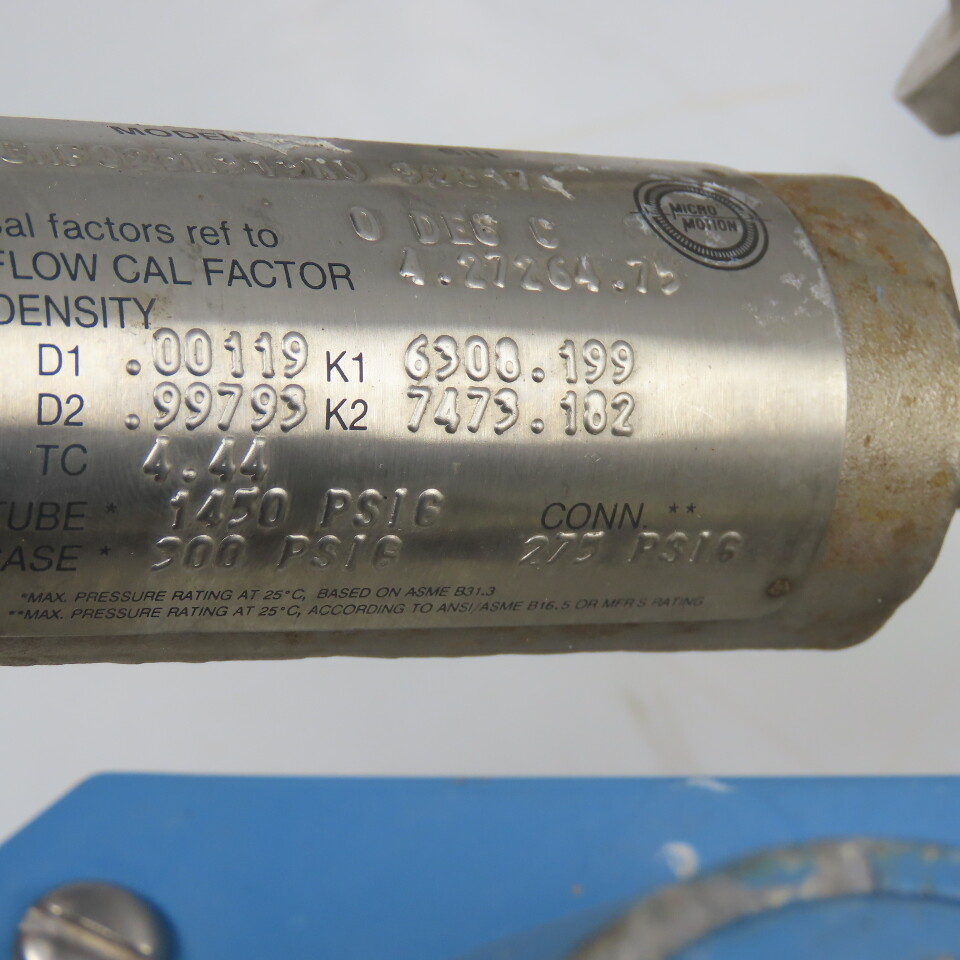 MODEL S/N
cal factors ref to 0 DEG C
FLOW CAL FACTOR 4.27264.75
DENSITY
D1 .00119 K1 6308.199
D2 .99793 K2 7473.182
TC 4.44
TUBE * 1450 PSIG CONN. **
CASE * 300 PSIG 275 PSIG
*MAX. PRESSURE RATING AT 25°C, BASED ON ASME B31.3
**MAX. PRESSURE RATING AT 25°C, ACCORDING TO ANSI/ASME B16.5 OR MFR'S RATING
MICRO
MOTION